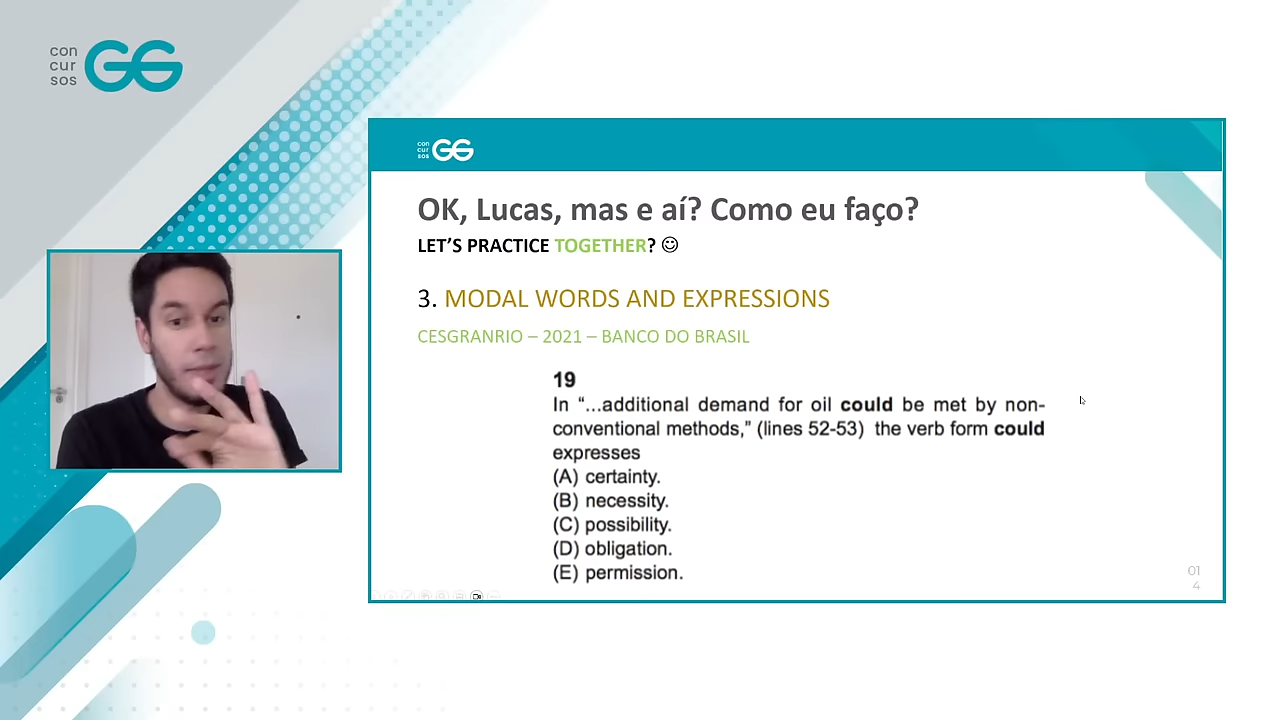 con
cur
sos
GG
con
cur
sos
GG
OK, Lucas, mas e aí? Como eu faço?
LET'S PRACTICE TOGETHER? ☺
3. MODAL WORDS AND EXPRESSIONS
CESGRANRIO – 2021 – BANCO DO BRASIL
19
In “...additional demand for oil could be met by non-
conventional methods,” (lines 52-53) the verb form could
expresses
(A) certainty.
(B) necessity.
(C) possibility.
(D) obligation.
(E) permission.
01
4